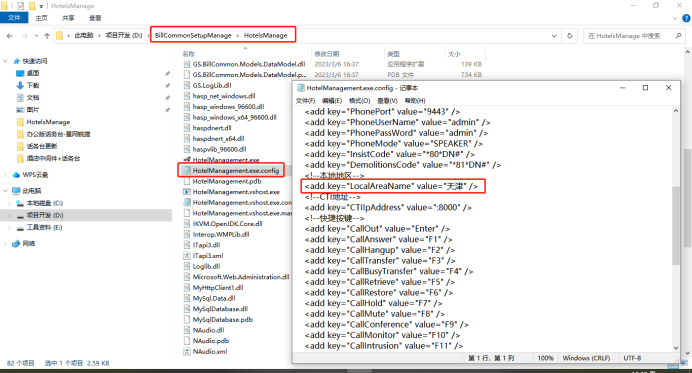 HotelsManage
文件 主页 共享 查看
此电脑 › 项目开发 (D:) › BillCommonSetupManage › HotelsManage
在 HotelsManage 中搜索
快速访问
桌面
下载
文档
图片
HotelsManage
办公版话务台-星网锐捷
话务台更新
酒店中间件+话务台
WPS云盘
此电脑
本地磁盘 (C:)
项目开发 (D:)
工具资料 (E:)
网络
名称 修改日期 类型 大小
GS.BillCommon.Models.DataModel.dll 2023/3/6 16:37 应用程序扩展 139 KB
GS.BillCommon.Models.DataModel.p... 2023/3/6 16:37 PDB 文件 734 KB
GS.LogLib.dll
hasp_net_windows.dll
hasp_windows_96600.dll
hasp_windows_x64_96600.dll
haspdnert.dll
haspdnert_x64.dll
haspvlib_96600.dll
HotelManagement.exe
HotelManagement.exe.config
HotelManagement.pdb
HotelManagement.vshost.exe
HotelManagement.vshost.exe.con
HotelManagement.vshost.exe.ma
IKVM.OpenJDK.Core.dll
Interop.WMPLib.dll
ITapi3.dll
ITapi3.xml
Loglib.dll
Microsoft.Web.Administration.dll
MyHttpClient1.dll
MySql.Data.dll
MySqlDatabase.dll
MySqlDatabase.pdb
NAudio.dll
NAudio.pdb
NAudio.xml
HotelManagement.exe.config - 记事本
文件(F) 编辑(E) 格式(O) 查看(V) 帮助(H)
<add key="PhonePort" value="9443" />
<add key="PhoneUserName" value="admin" />
<add key="PhonePassWord" value="admin" />
<add key="PhoneMode" value="SPEAKER" />
<add key="InsistCode" value="*80*DN#" />
<add key="DemolitionsCode" value="*81*DN#" />
<!--本地地区-->
<add key="LocalAreaName" value="天津" />
<!--CTI地址-->
<add key="CTIIpAddress" value=":8000" />
<!--快捷按键-->
<add key="CallOut" value="Enter" />
<add key="CallAnswer" value="F1" />
<add key="CallHangup" value="F2" />
<add key="CallTransfer" value="F3" />
<add key="CallBusyTransfer" value="F4" />
<add key="CallRetrieve" value="F5" />
<add key="CallRestore" value="F6" />
<add key="CallHold" value="F7" />
<add key="CallMute" value="F8" />
<add key="CallConference" value="F9" />
<add key="CallMonitor" value="F10" />
<add key="CallIntrusion" value="F11" />
第 1 行，第 1 列 100% Windows (CRLF) UTF-8
82 个项目 选中 1 个项目 2.59 KB